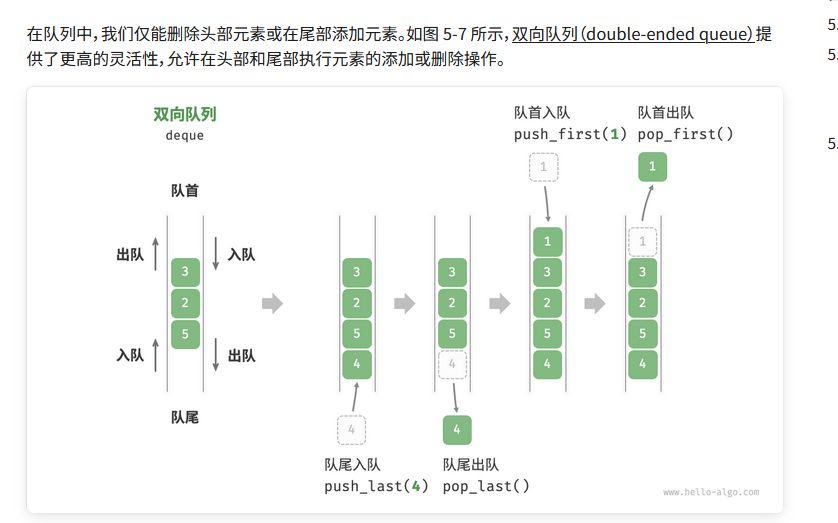 在队列中，我们仅能删除头部元素或在尾部添加元素。如图 5-7 所示，双向队列（double-ended queue）提
供了更高的灵活性，允许在头部和尾部执行元素的添加或删除操作。
双向队列
deque
队首
出队
入队
3
2
5
入队
出队
队尾
3
2
5
4
4
队尾入队
push_last(4)
3
2
5
4
4
队尾出队
pop_last()
队首入队
push_first(1)
1
1
3
2
5
4
队首出队
pop_first()
1
1
3
2
5
4
www.hello-algo.com
5.
5.
5.